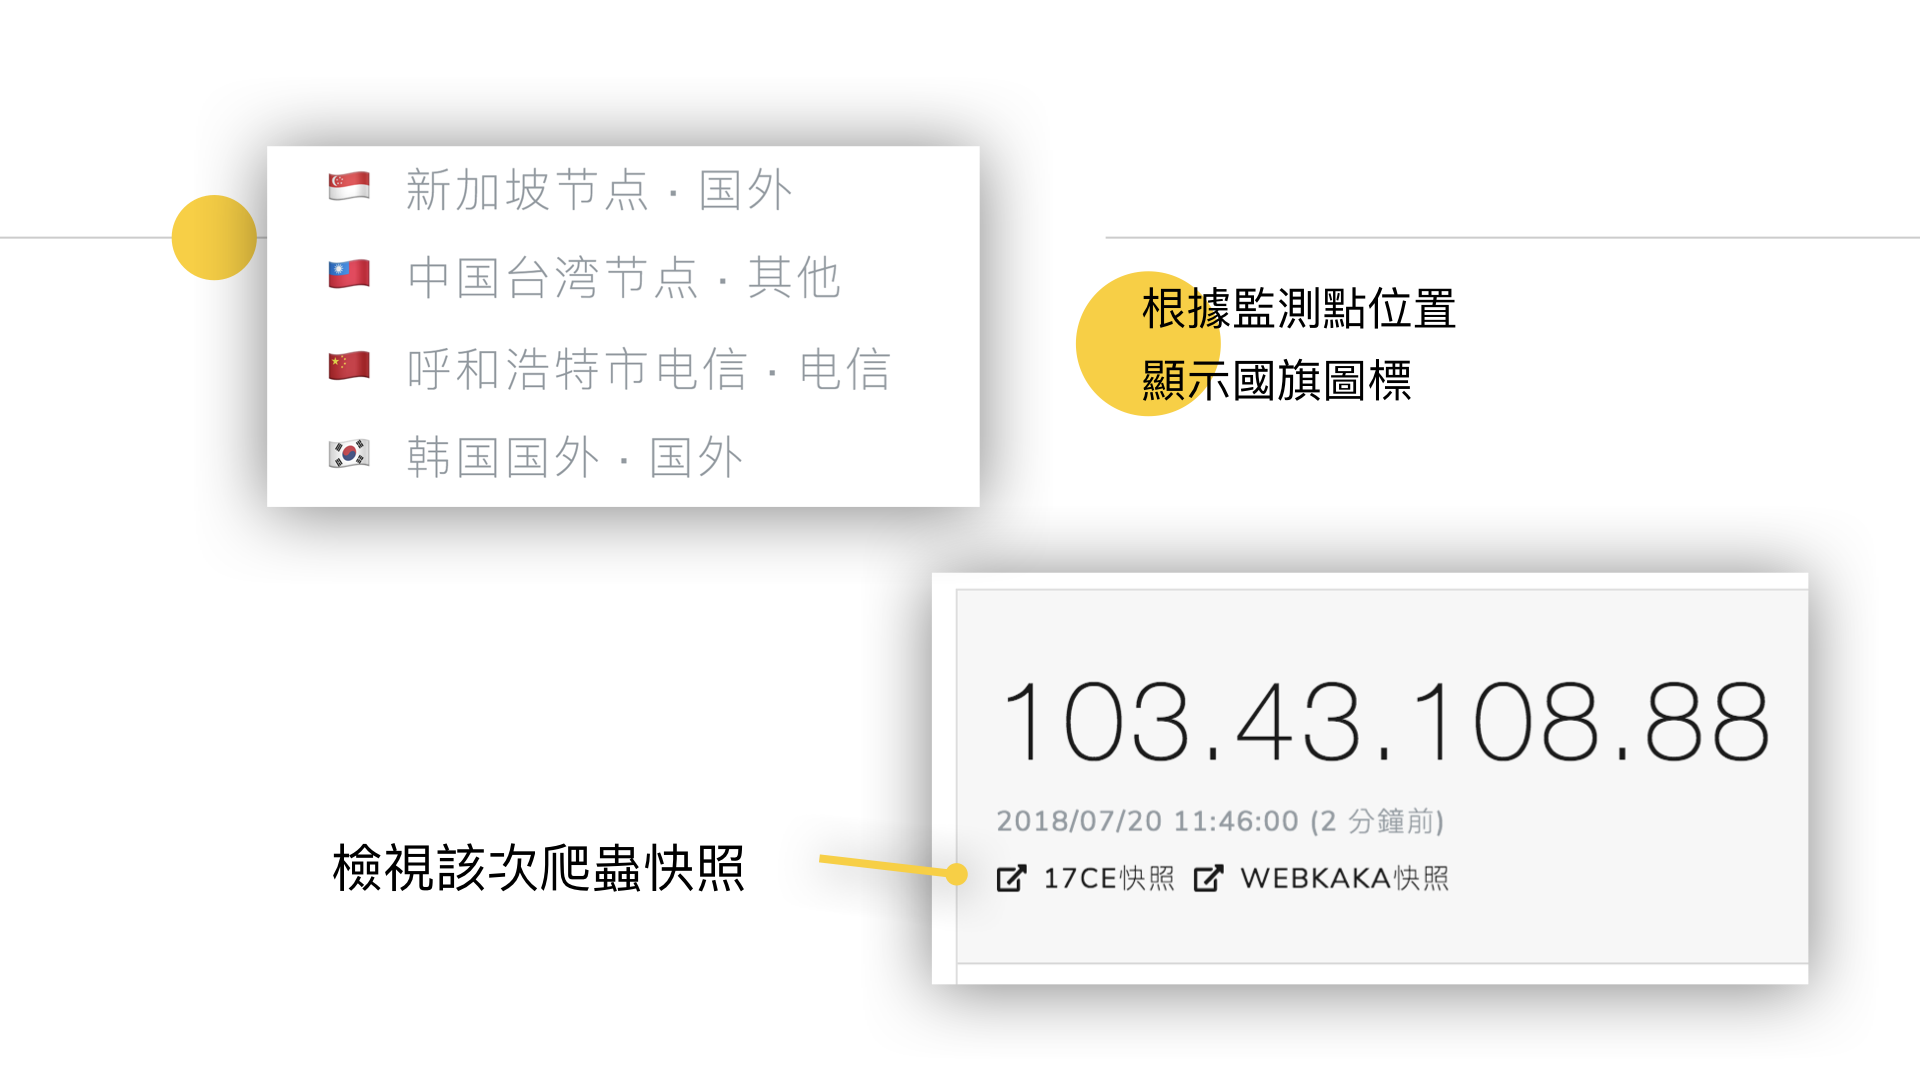 新加坡节点 · 国外
中国台湾节点 · 其他
呼和浩特市电信 · 电信
韩国国外 · 国外
根據監測點位置
顯示國旗圖標
103.43.108.88
2018/07/20 11:46:00 (2 分鐘前)
17CE快照 WEBKAKA快照
檢視該次爬蟲快照